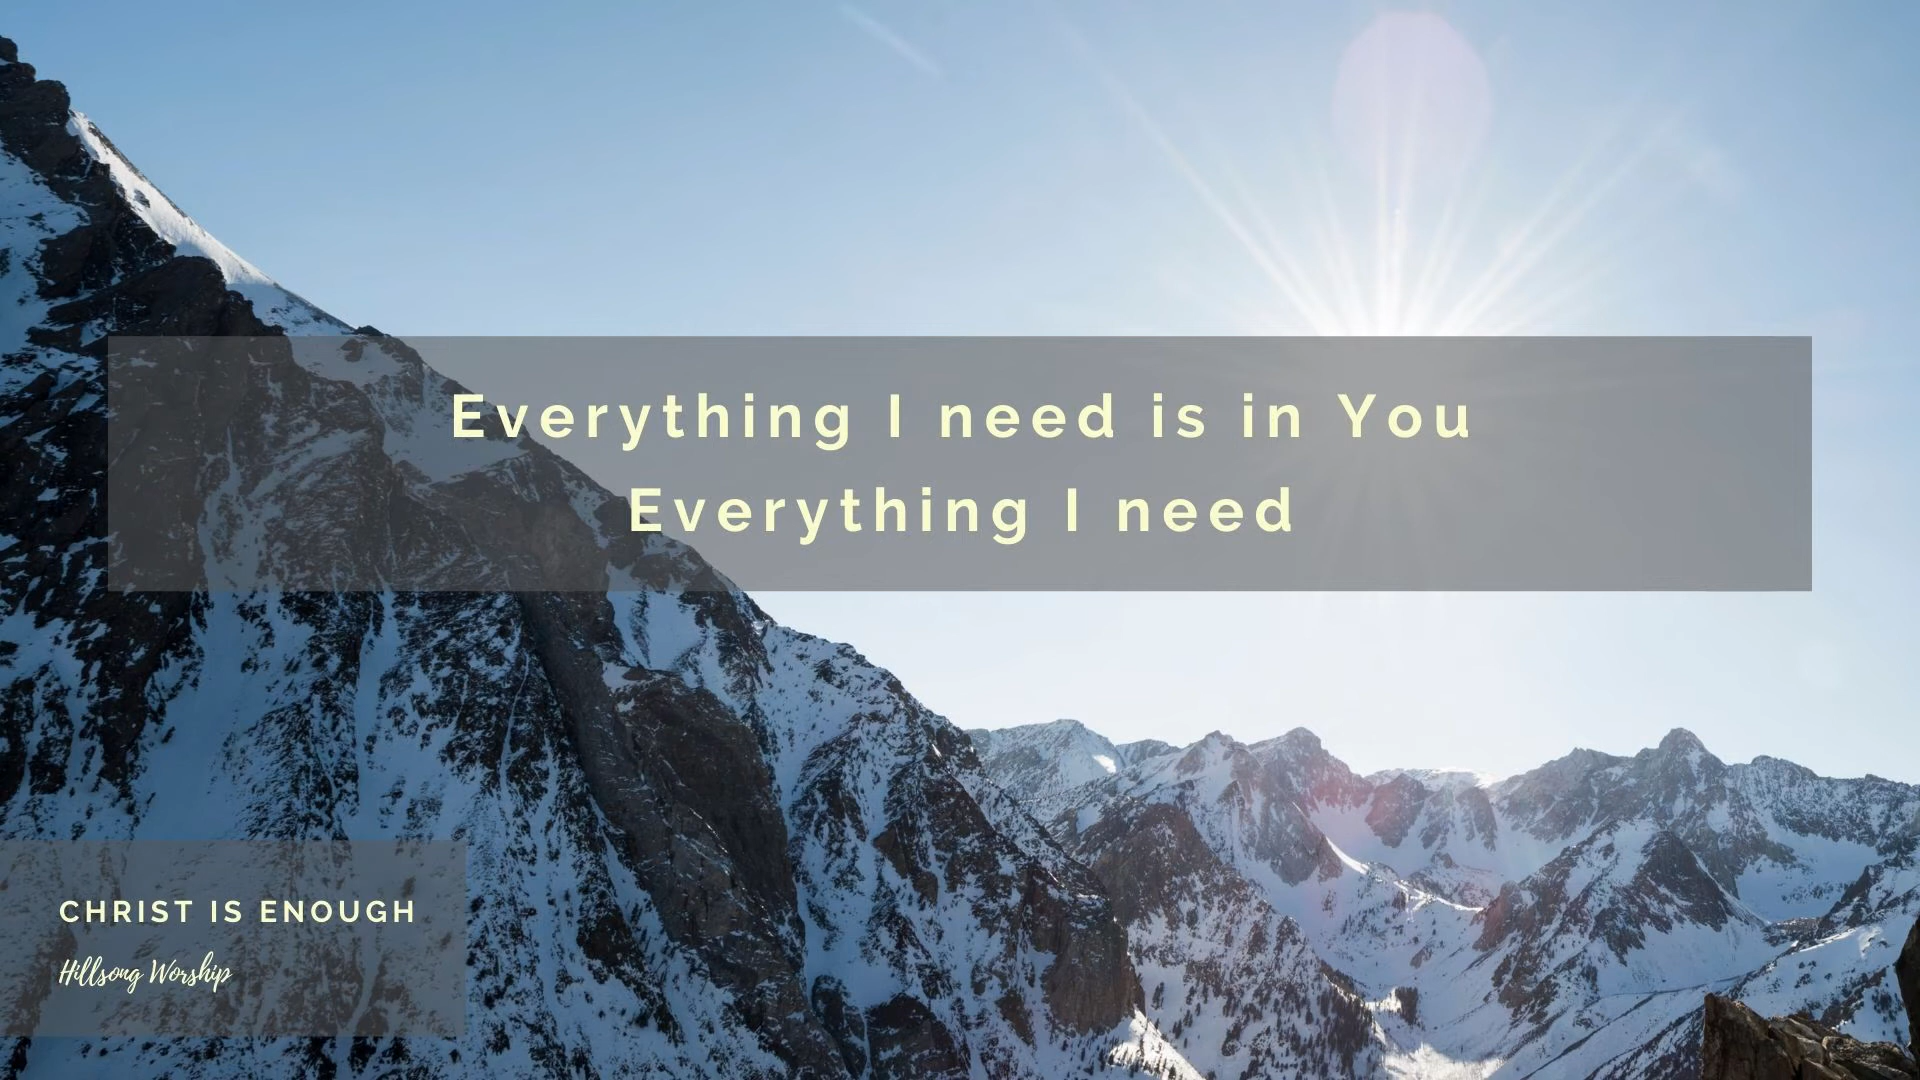 Everything I need is in You
Everything I need
CHRIST IS ENOUGH
Hillsong Worship